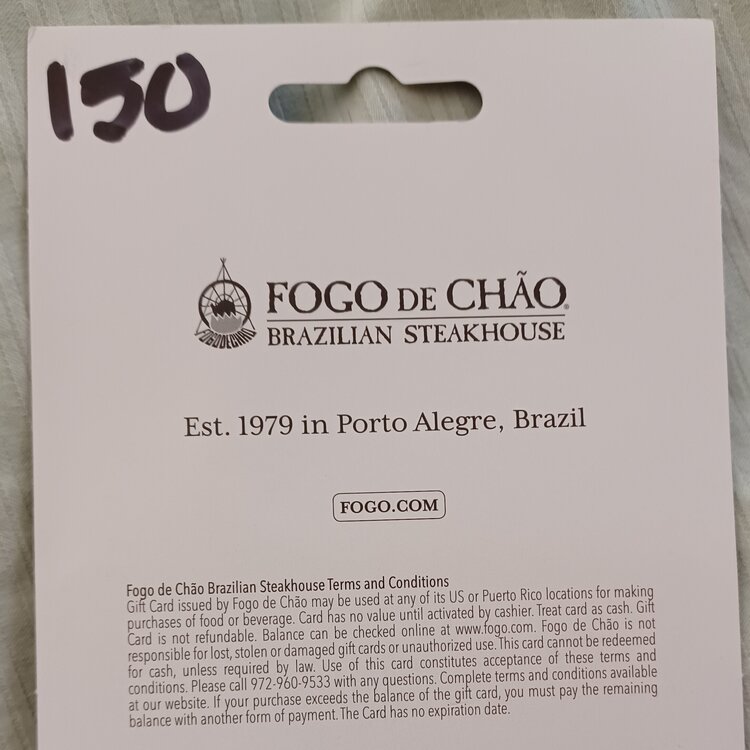 150
FOGO DE CHÃO®
BRAZILIAN STEAKHOUSE
FOGODECHÃO
Est. 1979 in Porto Alegre, Brazil
FOGO.COM
Fogo de Chão Brazilian Steakhouse Terms and Conditions
Gift Card issued by Fogo de Chão may be used at any of its US or Puerto Rico locations for making
purchases of food or beverage. Card has no value until activated by cashier. Treat card as cash. Gift
Card is not refundable. Balance can be checked online at www.fogo.com. Fogo de Chão is not
responsible for lost, stolen or damaged gift cards or unauthorized use. This card cannot be redeemed
for cash, unless required by law. Use of this card constitutes acceptance of these terms and
conditions. Please call 972-960-9533 with any questions. Complete terms and conditions available
at our website. If your purchase exceeds the balance of the gift card, you must pay the remaining
balance with another form of payment. The Card has no expiration date.